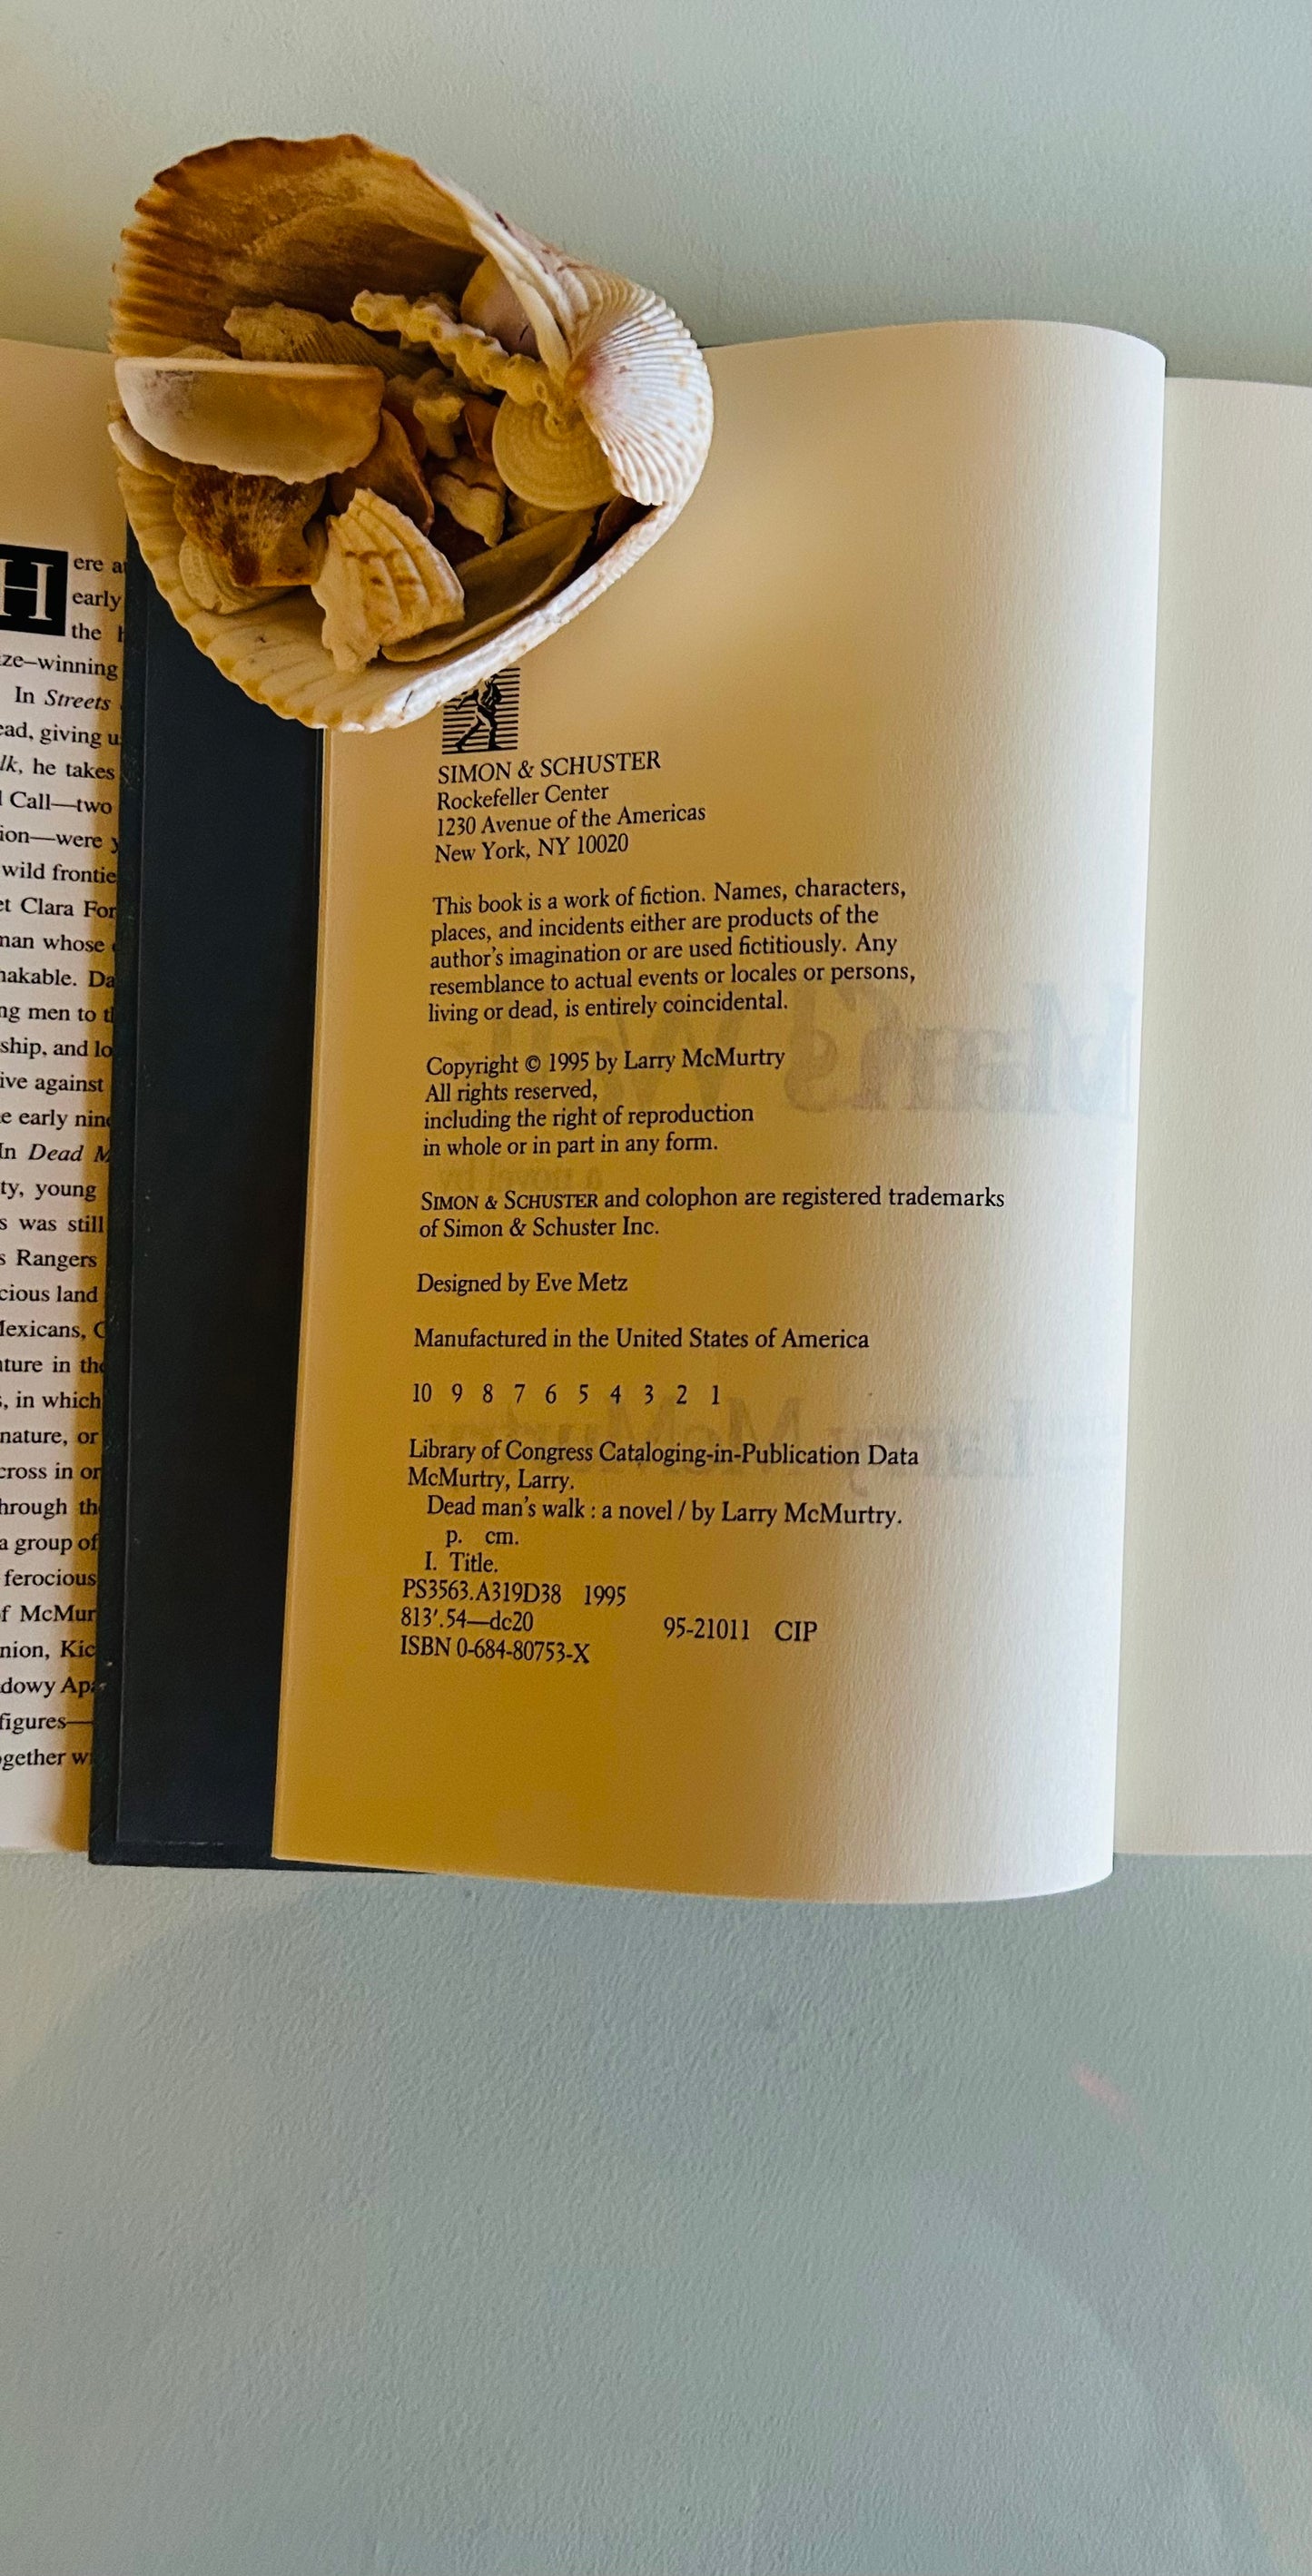 H ere
early
the
ze–winning
In Streets
ead, giving
lk, he takes
Call—two
ion—were
wild frontie
et Clara For
man whose
nakable. Da
ng men to
ship, and lo
ive against
e early nin
In Dead M
ty, young
s was still
s Rangers
cious land
Mexicans,
nture in the
s, in which
nature, or
cross in or
hrough th
a group of
ferocious
f McMur
nion, Kic
dowy Apa
figures—
ogether w
SIMON & SCHUSTER
Rockefeller Center
1230 Avenue of the Americas
New York, NY 10020
This book is a work of fiction. Names, characters,
places, and incidents either are products of the
author's imagination or are used fictitiously. Any
resemblance to actual events or locales or persons,
living or dead, is entirely coincidental.
Copyright © 1995 by Larry McMurtry
All rights reserved,
including the right of reproduction
in whole or in part in any form.
SIMON & SCHUSTER and colophon are registered trademarks
of Simon & Schuster Inc.
Designed by Eve Metz
Manufactured in the United States of America
10 9 8 7 6 5 4 3 2 1
Library of Congress Cataloging-in-Publication Data
McMurtry, Larry.
Dead man's walk : a novel / by Larry McMurtry.
p. cm.
I. Title.
PS3563.A319D38 1995
813'.54—dc20 95-21011 CIP
ISBN 0-684-80753-X